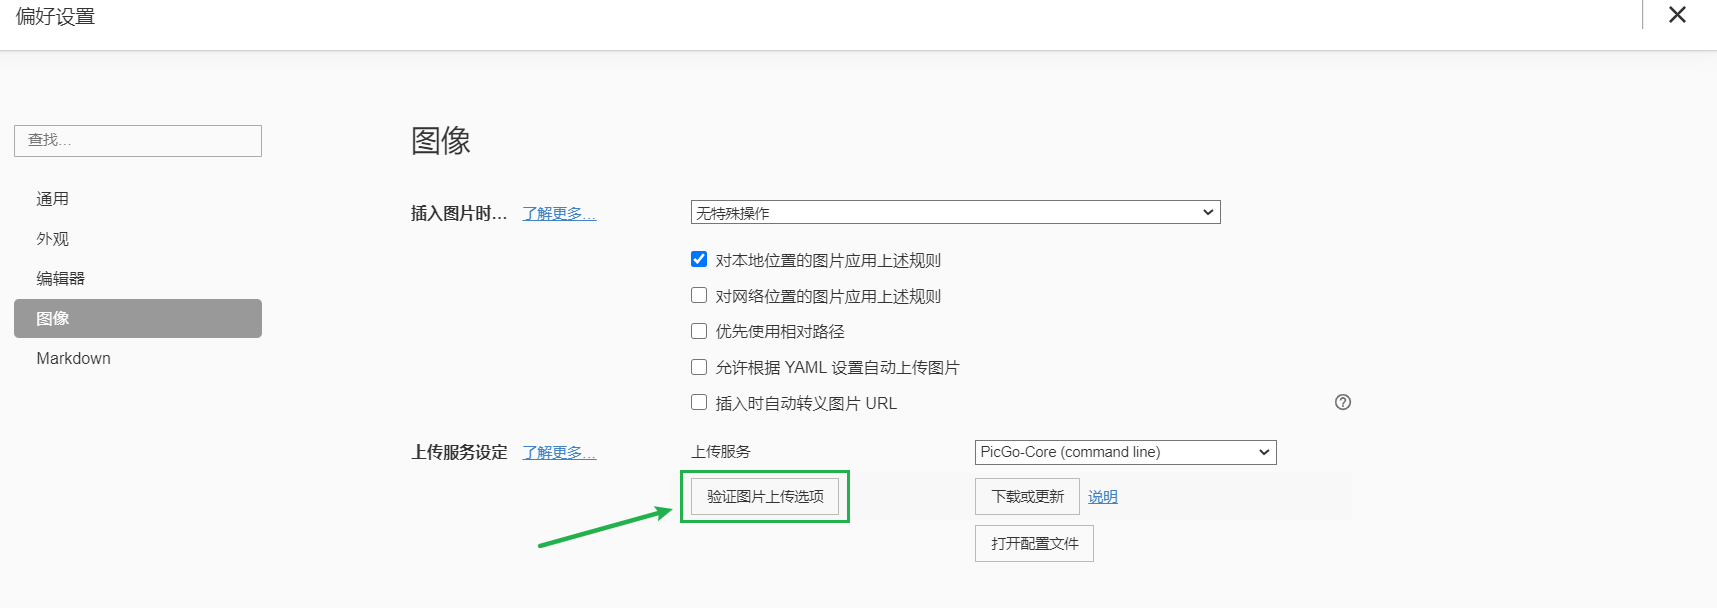 偏好设置
查找...
通用
外观
编辑器
图像
Markdown
图像
插入图片时... 了解更多... 无特殊操作
对本地位置的图片应用上述规则
对网络位置的图片应用上述规则
优先使用相对路径
允许根据 YAML 设置自动上传图片
插入时自动转义图片 URL
上传服务设定 了解更多... 上传服务 PicGo-Core (command line)
验证图片上传选项 下载或更新 说明
打开配置文件